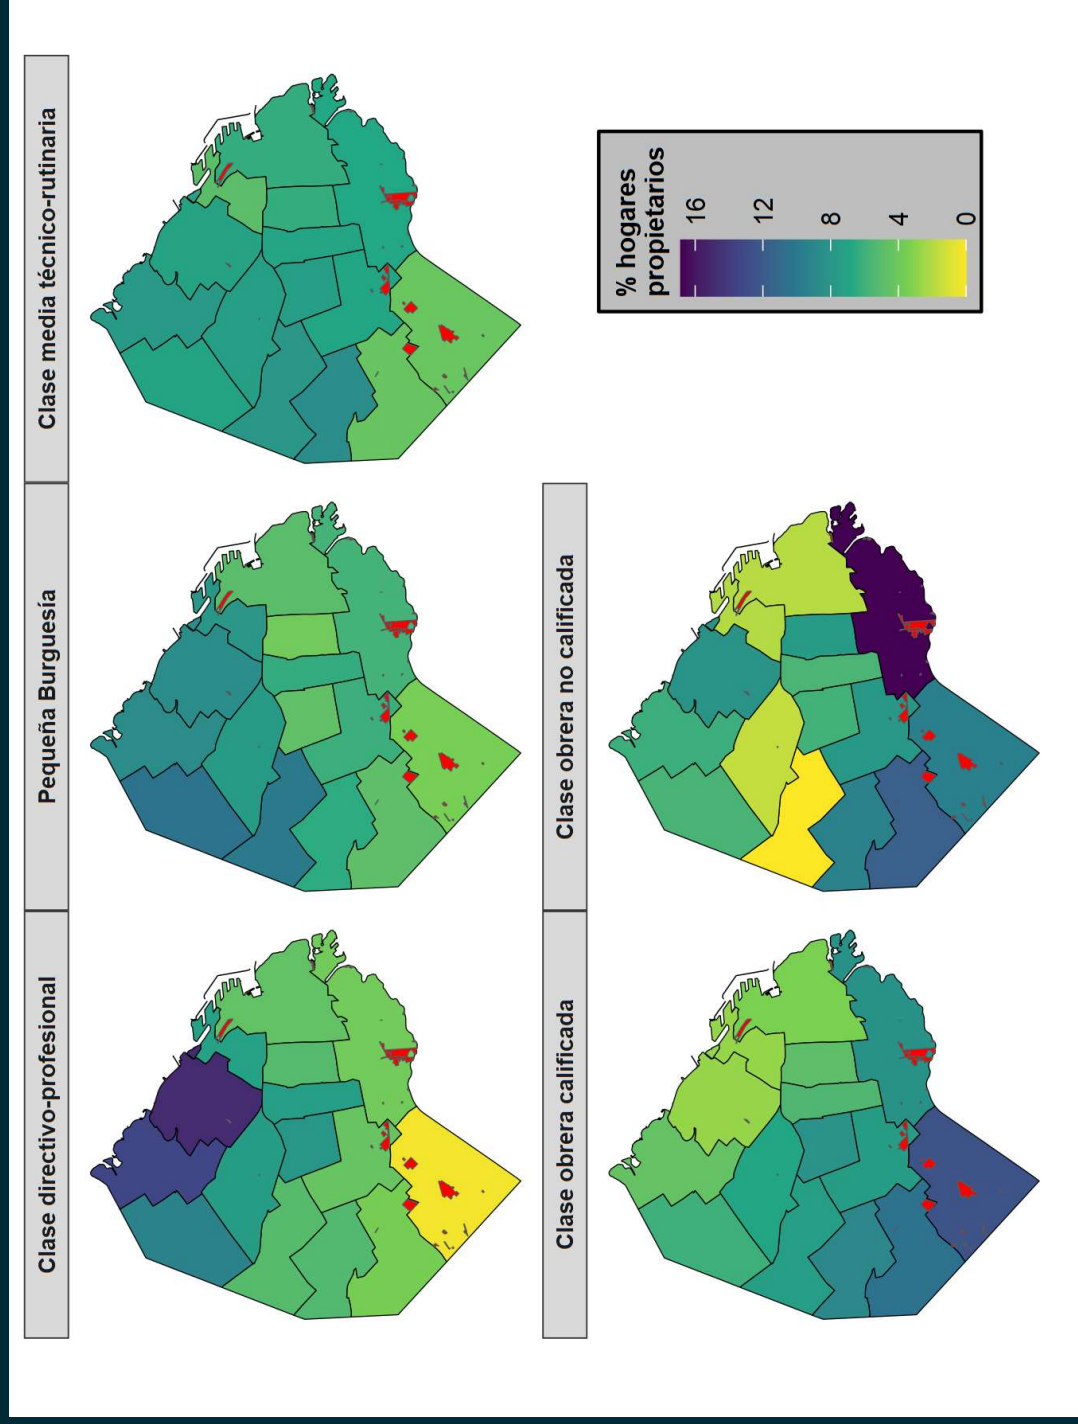 Clase directivo-profesional
Pequeña Burguesía
Clase media técnico-rutinaria
Clase obrera calificada
Clase obrera no calificada
% hogares
propietarios
16
12
8
4
0